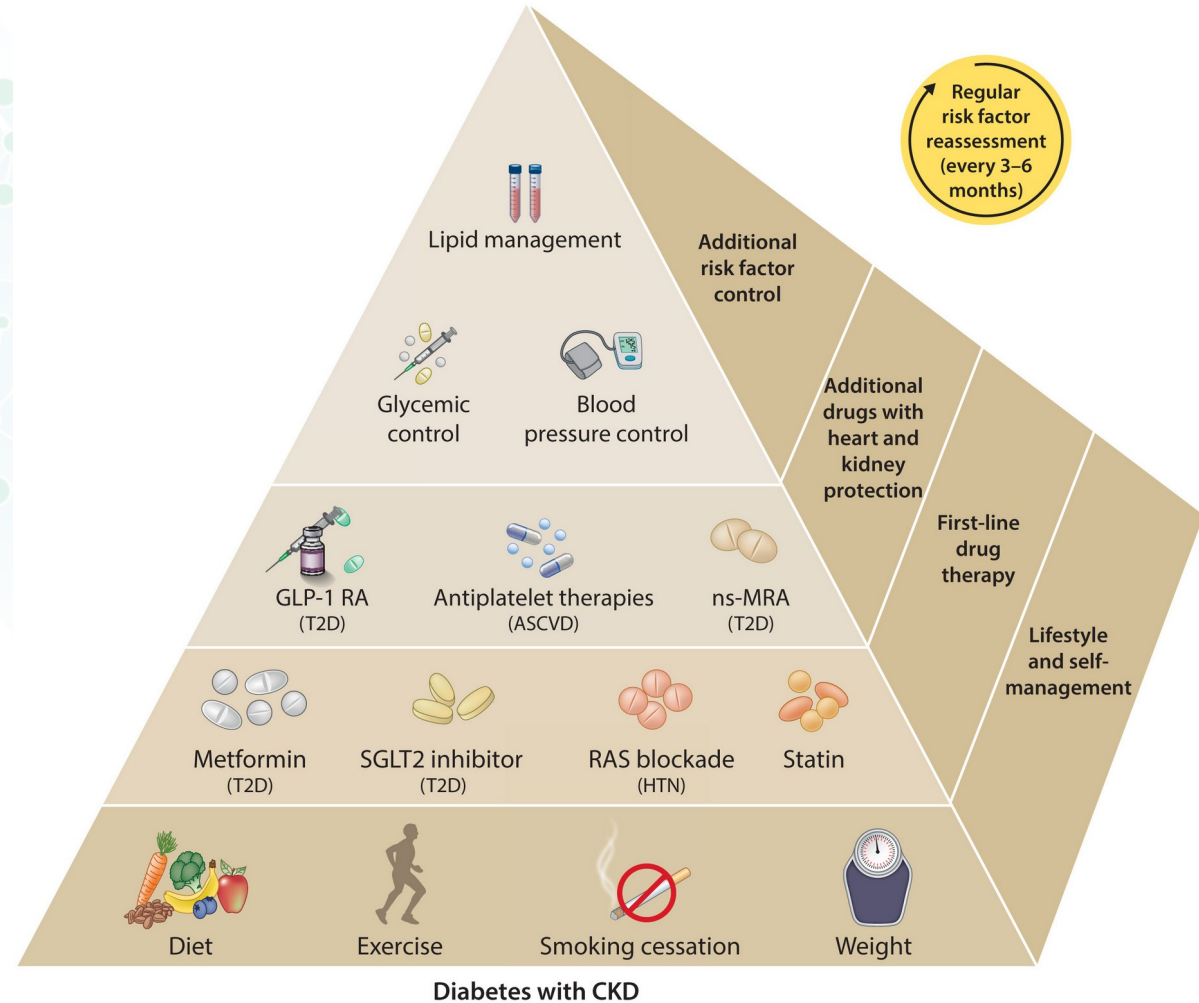 Regular
risk factor
reassessment
(every 3–6
months)
Lipid management
Additional
risk factor
control
Glycemic
control
Blood
pressure control
Additional
drugs with
heart and
kidney
protection
GLP-1 RA
(T2D)
Antiplatelet therapies
(ASCVD)
ns-MRA
(T2D)
First-line
drug
therapy
Metformin
(T2D)
SGLT2 inhibitor
(T2D)
RAS blockade
(HTN)
Statin
Lifestyle
and self-
management
Diet
Exercise
Smoking cessation
Weight
Diabetes with CKD